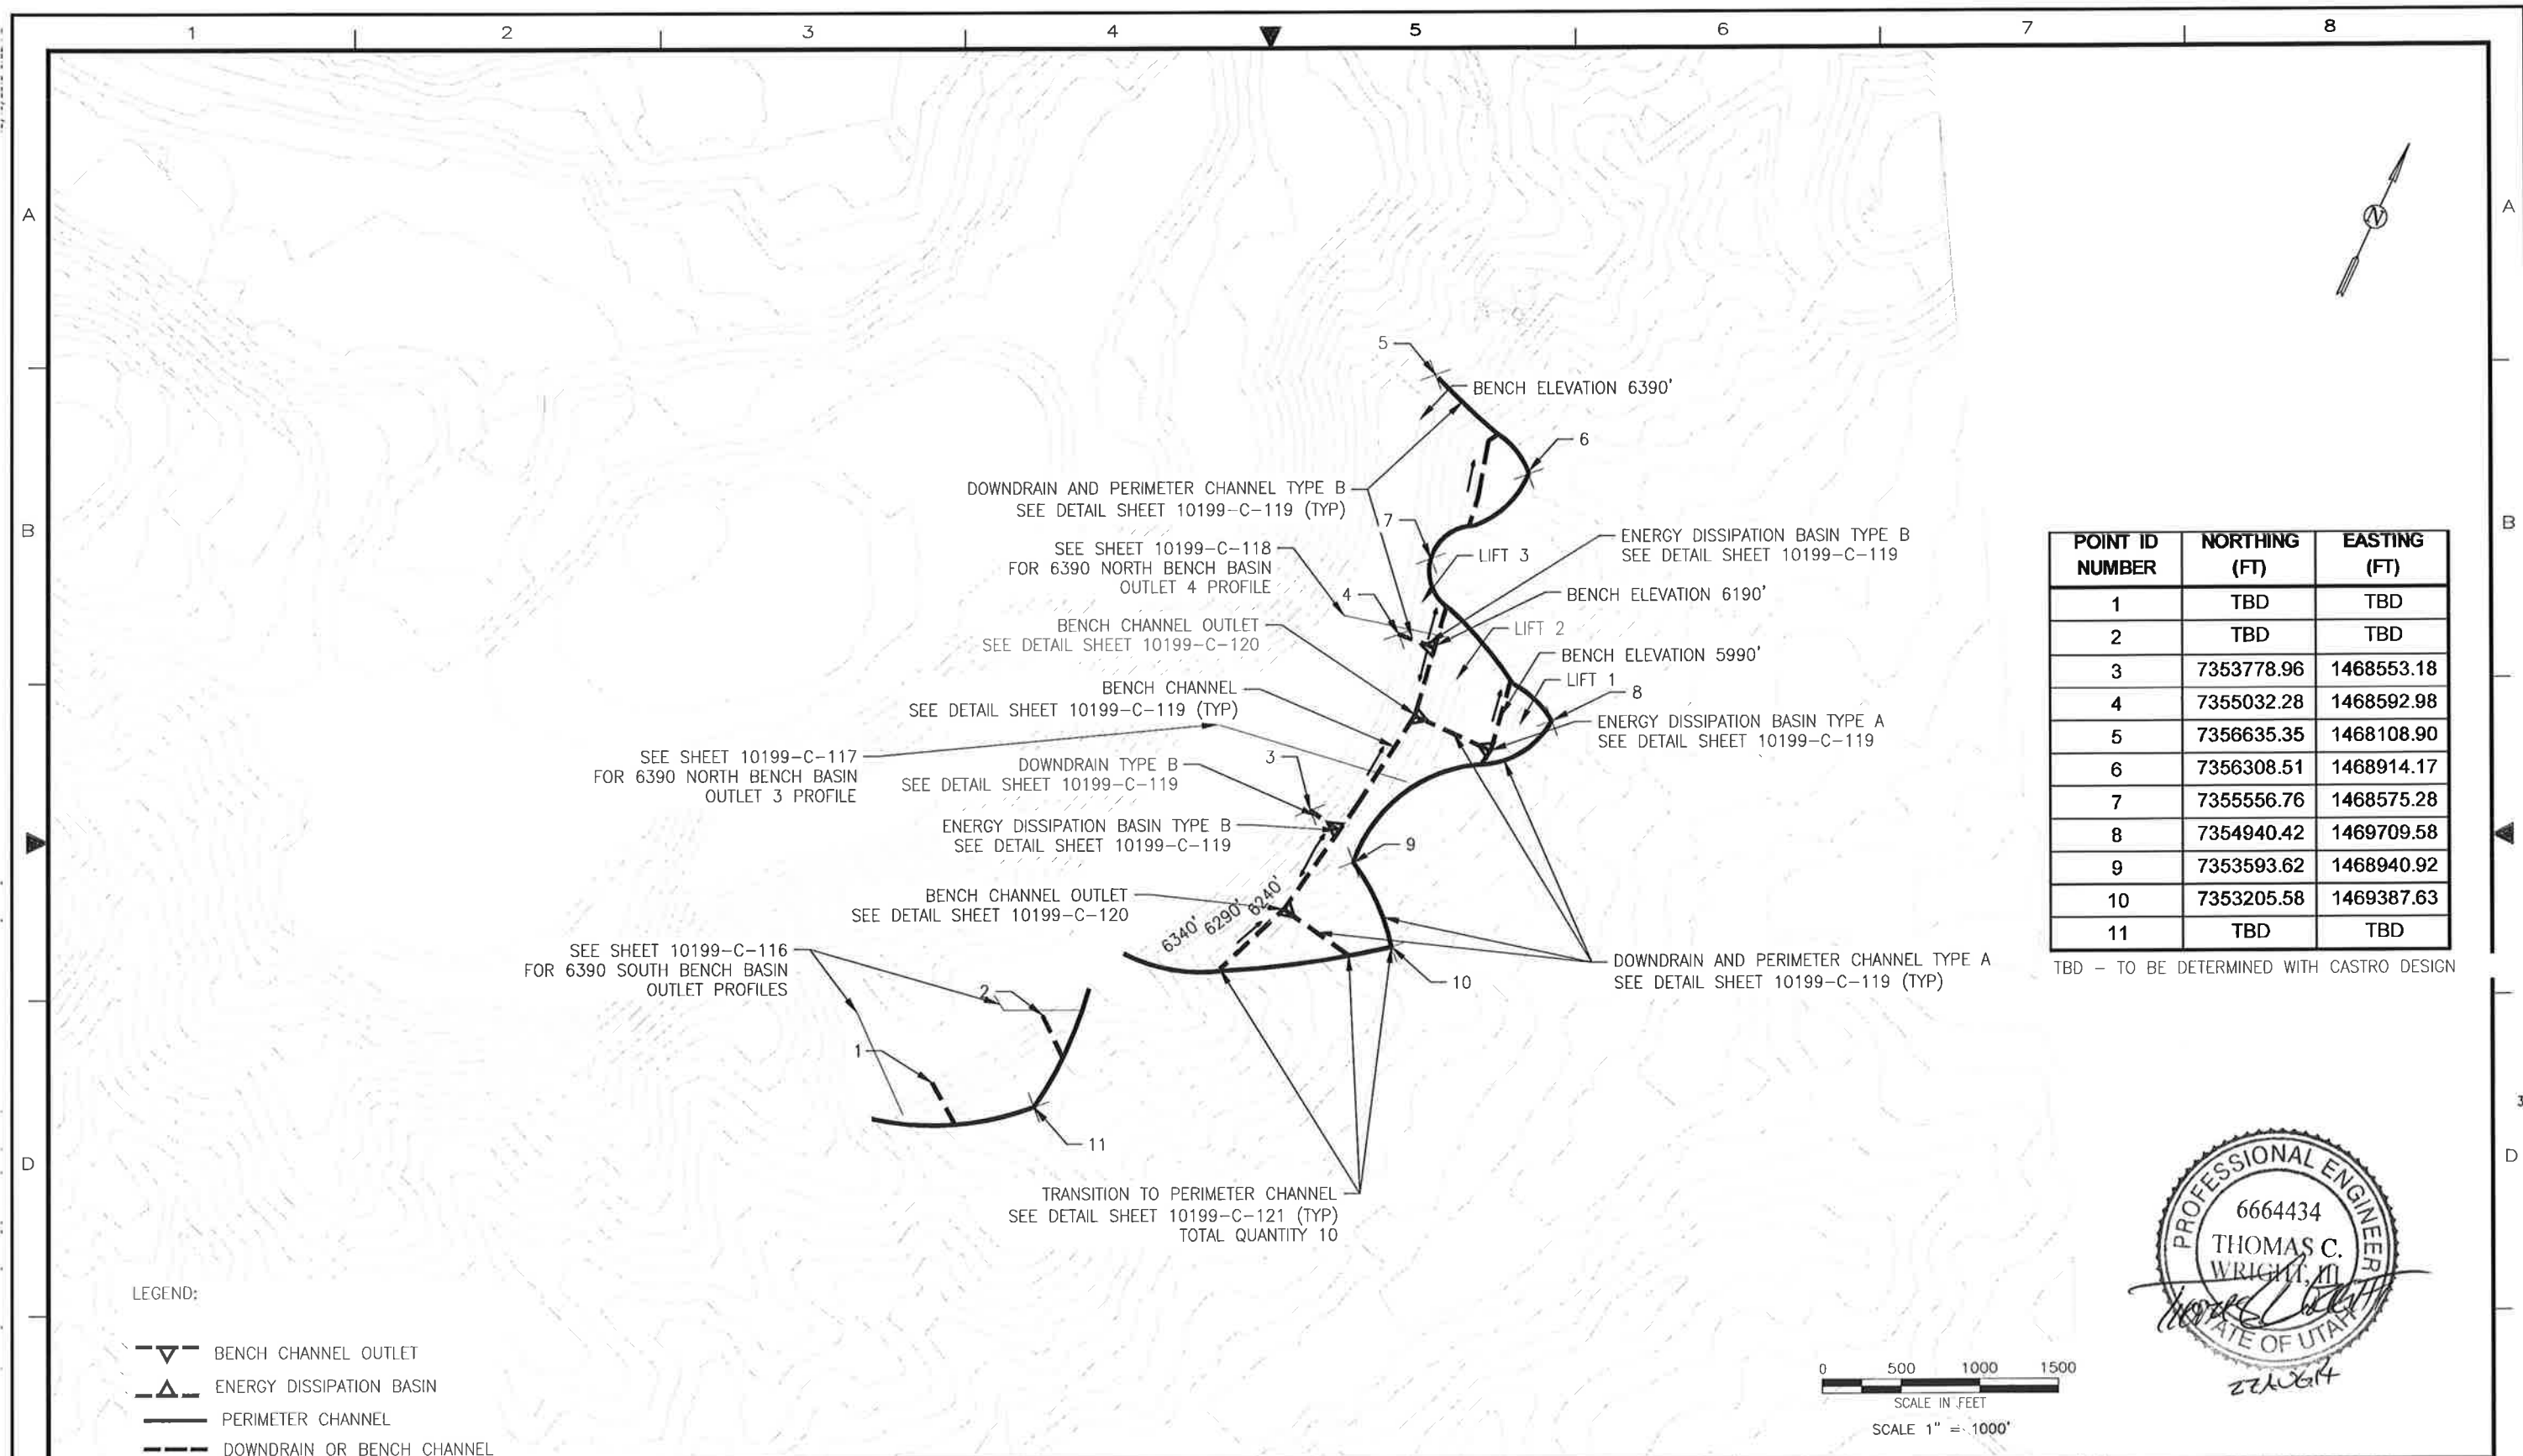 1 2 3 4 5 6 7 8
A
A
5
BENCH ELEVATION 6390'
6
DOWNDRAIN AND PERIMETER CHANNEL TYPE B
SEE DETAIL SHEET 10199-C-119 (TYP)
7
B
B
ENERGY DISSIPATION BASIN TYPE B
SEE DETAIL SHEET 10199-C-119
SEE SHEET 10199-C-118
FOR 6390 NORTH BENCH BASIN
OUTLET 4 PROFILE
LIFT 3
4
BENCH ELEVATION 6190'
BENCH CHANNEL OUTLET
SEE DETAIL SHEET 10199-C-120
LIFT 2
BENCH ELEVATION 5990'
LIFT 1
8
BENCH CHANNEL
SEE DETAIL SHEET 10199-C-119 (TYP)
ENERGY DISSIPATION BASIN TYPE A
SEE DETAIL SHEET 10199-C-119
SEE SHEET 10199-C-117
FOR 6390 NORTH BENCH BASIN
OUTLET 3 PROFILE
3
DOWNDRAIN TYPE B
SEE DETAIL SHEET 10199-C-119
ENERGY DISSIPATION BASIN TYPE B
SEE DETAIL SHEET 10199-C-119
9
BENCH CHANNEL OUTLET
SEE DETAIL SHEET 10199-C-120
6340' 6290' 6240'
SEE SHEET 10199-C-116
FOR 6390 SOUTH BENCH BASIN
OUTLET PROFILES
2
10
DOWNDRAIN AND PERIMETER CHANNEL TYPE A
SEE DETAIL SHEET 10199-C-119 (TYP)
1
11
TRANSITION TO PERIMETER CHANNEL
SEE DETAIL SHEET 10199-C-121 (TYP)
TOTAL QUANTITY 10
N
POINT ID NUMBER NORTHING (FT) EASTING (FT)
1 TBD TBD
2 TBD TBD
3 7353778.96 1468553.18
4 7355032.28 1468592.98
5 7356635.35 1468108.90
6 7356308.51 1468914.17
7 7355556.76 1468575.28
8 7354940.42 1469709.58
9 7353593.62 1468940.92
10 7353205.58 1469387.63
11 TBD TBD
TBD - TO BE DETERMINED WITH CASTRO DESIGN
3
D
D
PROFESSIONAL ENGINEER
6664434
THOMAS C.
WRIGHT, III
STATE OF UTAH
22AUG14
LEGEND:
BENCH CHANNEL OUTLET
ENERGY DISSIPATION BASIN
PERIMETER CHANNEL
DOWNDRAIN OR BENCH CHANNEL
0 500 1000 1500
SCALE IN FEET
SCALE 1" = 1000'